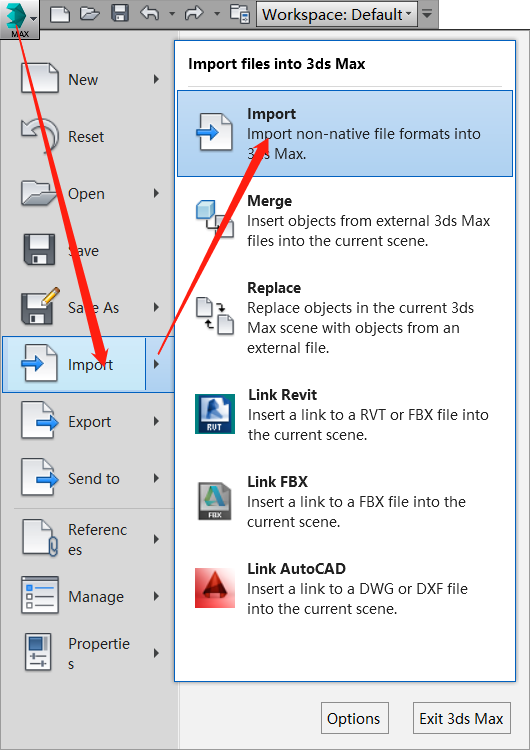 MAX
Workspace: Default
Import files into 3ds Max
New
Reset
Open
Save
Save As
Import
Export
Send to
Referenc
es
Manage
Propertie
s
Import
Import non-native file formats into
3ds Max.
Merge
Insert objects from external 3ds Max
files into the current scene.
Replace
Replace objects in the current 3ds
Max scene with objects from an
external file.
RVT
Link Revit
Insert a link to a RVT or FBX file into
the current scene.
FBX
Link FBX
Insert a link to a FBX file into the
current scene.
Link AutoCAD
Insert a link to a DWG or DXF file
into the current scene.
Options
Exit 3ds Max